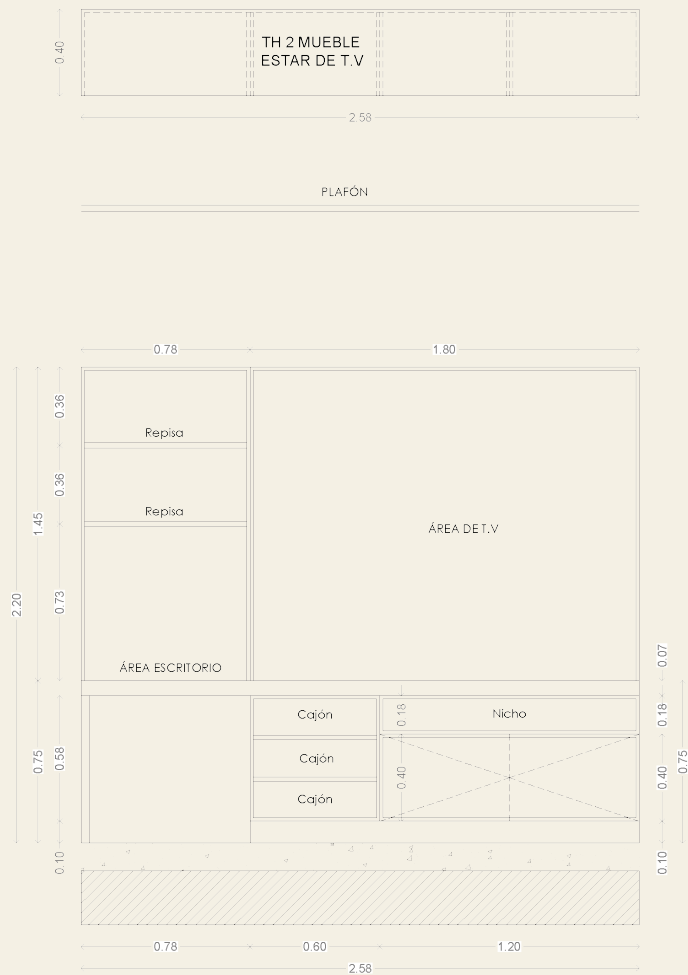 0.40
TH 2 MUEBLE
ESTAR DE T.V
2.58
PLAFÓN
0.78
1.80
0.36
Repisa
0.36
Repisa
1.45
ÁREA DE T.V
2.20
0.73
0.07
ÁREA ESCRITORIO
0.18
Cajón
Nicho
0.18
0.75
0.58
Cajón
0.75
0.40
0.40
Cajón
0.10
0.10
0.78
0.60
1.20
2.58